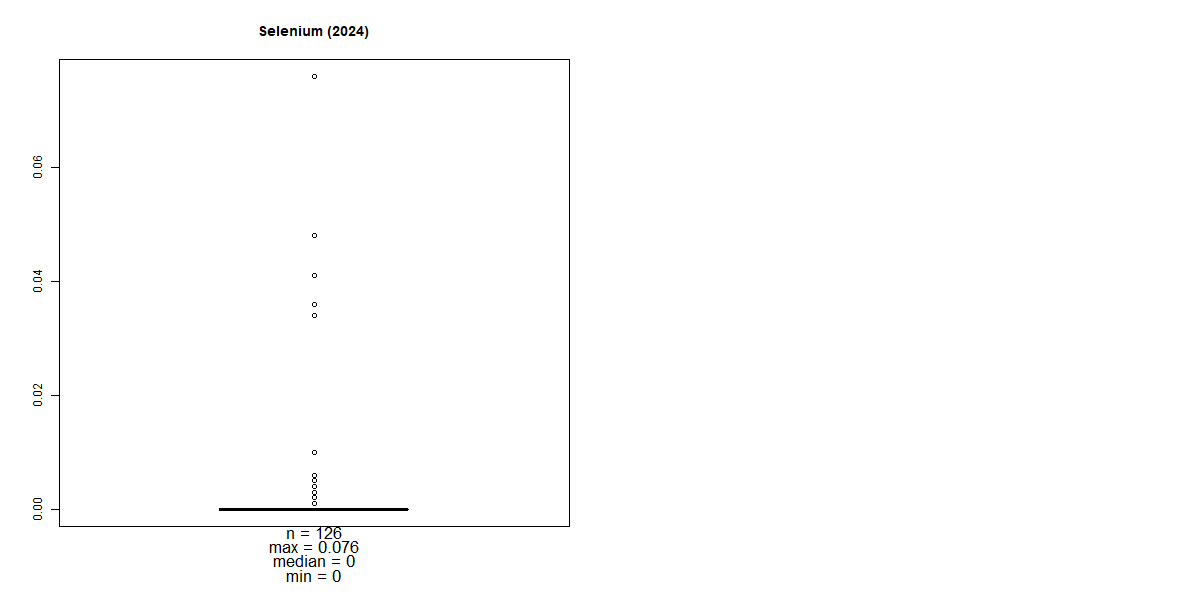 Selenium (2024)
0.06
0.04
0.02
0.00
n = 126
max = 0.076
median = 0
min = 0